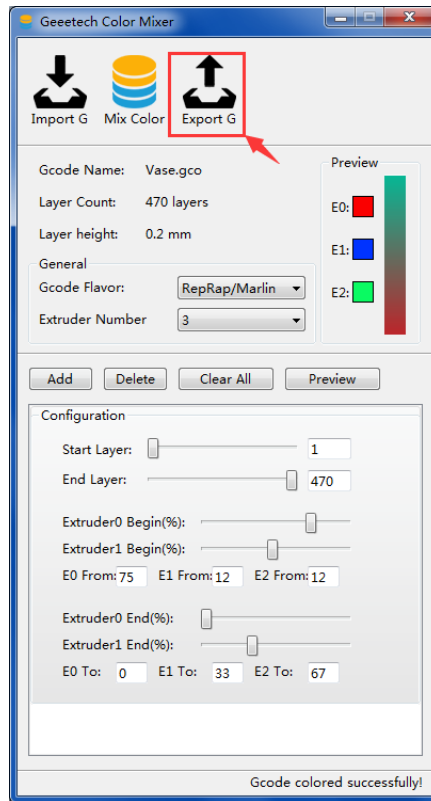 Geeetech Color Mixer
Import G Mix Color Export G
Gcode Name: Vase.gco
Layer Count: 470 layers
Layer height: 0.2 mm
General
Gcode Flavor: RepRap/Marlin
Extruder Number 3
Preview
E0:
E1:
E2:
Add Delete Clear All Preview
Configuration
Start Layer: 1
End Layer: 470
Extruder0 Begin(%):
Extruder1 Begin(%):
E0 From: 75 E1 From: 12 E2 From: 12
Extruder0 End(%):
Extruder1 End(%):
E0 To: 0 E1 To: 33 E2 To: 67
Gcode colored successfully!